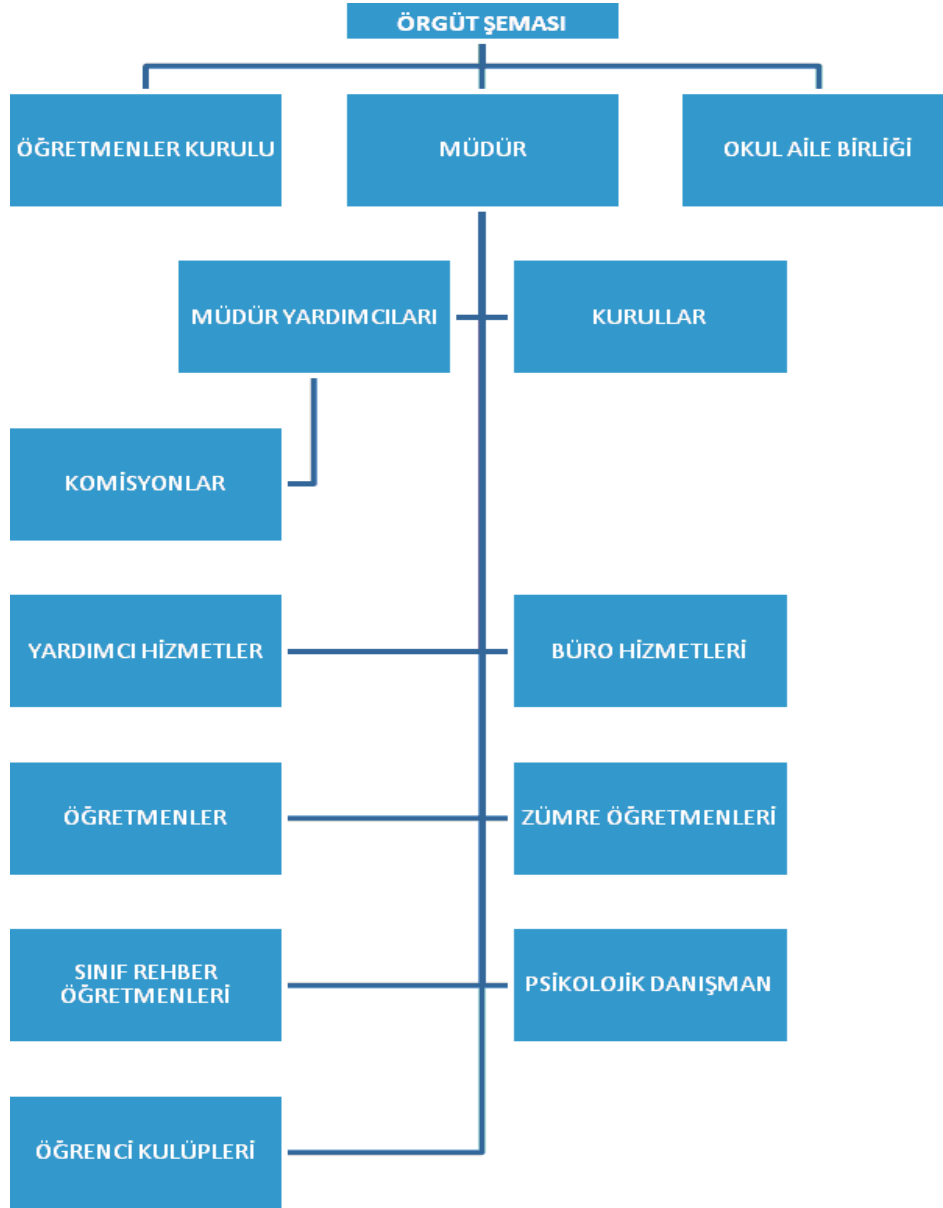 ÖRGÜT ŞEMASI
ÖĞRETMENLER KURULU
MÜDÜR
OKUL AİLE BİRLİĞİ
MÜDÜR YARDIMCILARI
KURULLAR
KOMİSYONLAR
YARDIMCI HİZMETLER
BÜRO HİZMETLERİ
ÖĞRETMENLER
ZÜMRE ÖĞRETMENLERİ
SINIF REHBER
ÖĞRETMENLERİ
PSİKOLOJİK DANIŞMAN
ÖĞRENCİ KULÜPLERİ